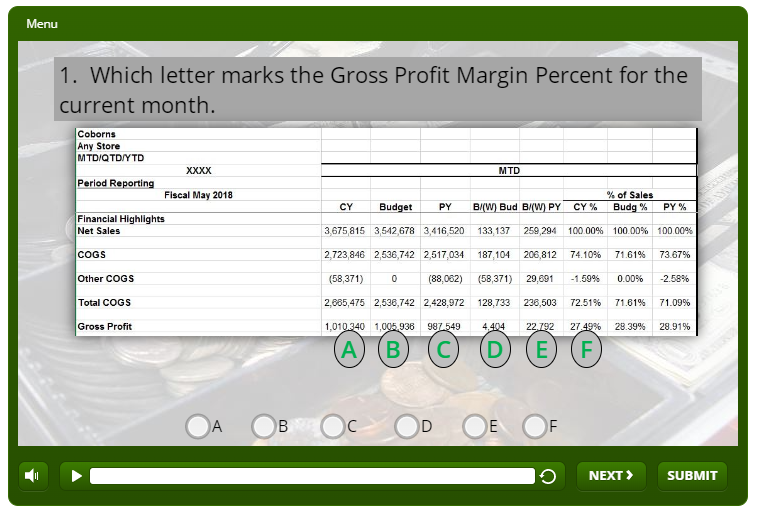 Menu
1. Which letter marks the Gross Profit Margin Percent for the
current month.
Coborns
Any Store
MTD/QTD/YTD
XXXX MTD
Period Reporting
Fiscal May 2018 % of Sales
CY Budget PY B/(W) Bud B/(W) PY CY % Budg % PY %
Financial Highlights
Net Sales 3,675,815 3,542,678 3,416,520 133,137 259,294 100.00% 100.00% 100.00%
COGS 2,723,846 2,536,742 2,517,034 187,104 206,812 74.10% 71.61% 73.67%
Other COGS (58,371) 0 (88,062) (58,371) 29,691 -1.59% 0.00% -2.58%
Total COGS 2,665,475 2,536,742 2,428,972 128,733 236,503 72.51% 71.61% 71.09%
Gross Profit 1,010,340 1,005,936 987,549 4,404 22,792 27.49% 28.39% 28.91%
A B C D E F
A B C D E F
NEXT SUBMIT